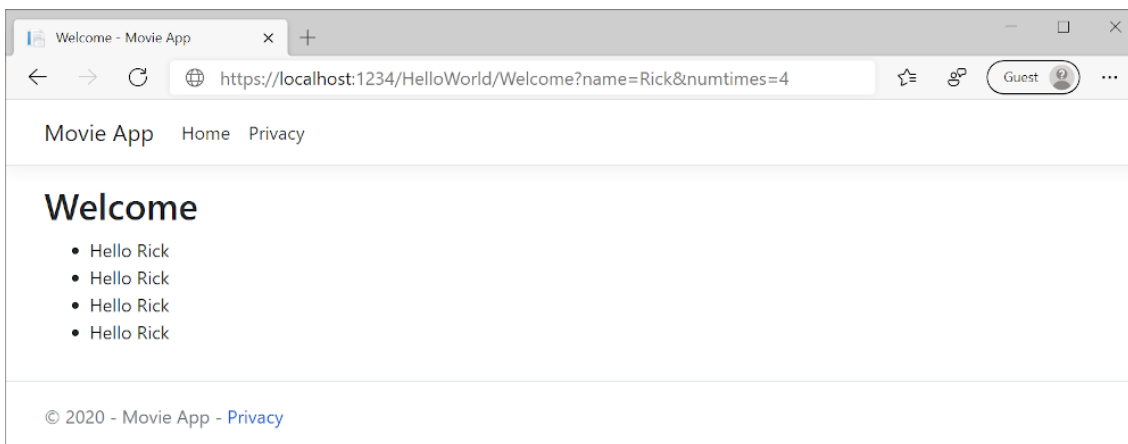 Welcome - Movie App
https://localhost:1234/HelloWorld/Welcome?name=Rick&numtimes=4 Guest
Movie App Home Privacy
Welcome
• Hello Rick
• Hello Rick
• Hello Rick
• Hello Rick
© 2020 - Movie App - Privacy